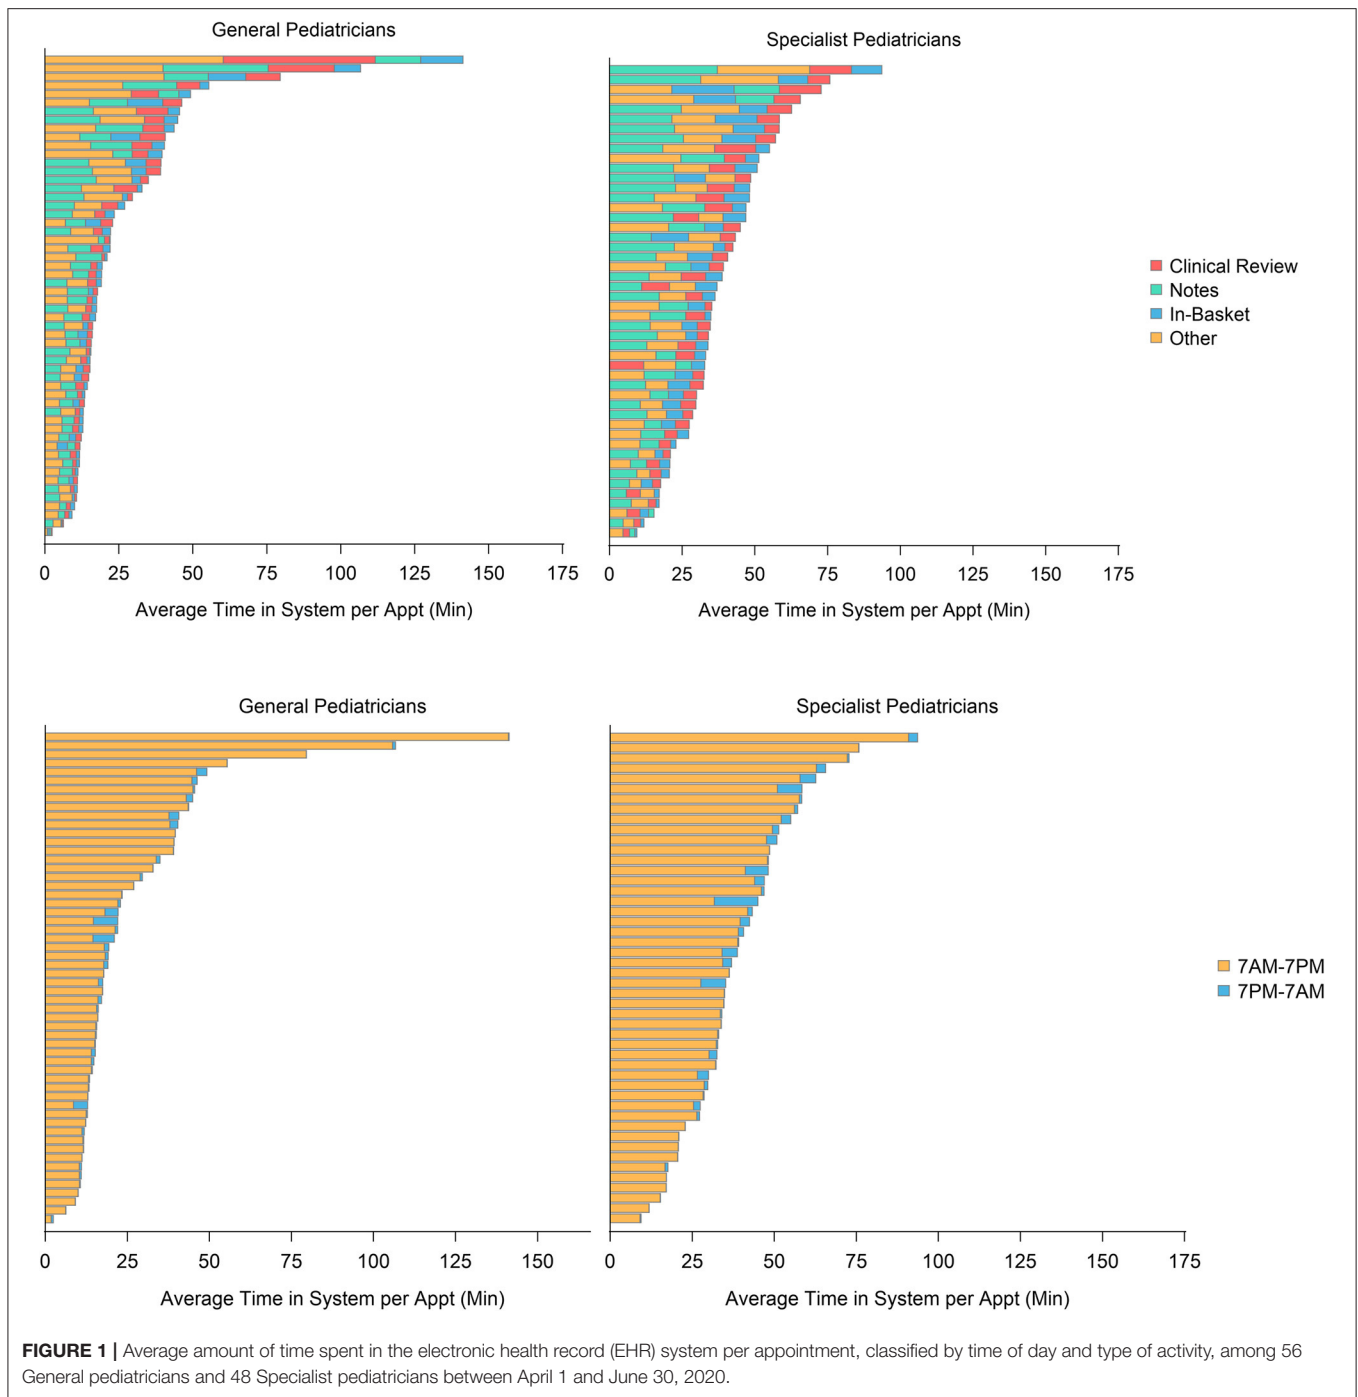 General Pediatricians
Specialist Pediatricians
Clinical Review
Notes
In-Basket
Other
0 25 50 75 100 125 150 175
Average Time in System per Appt (Min)
0 25 50 75 100 125 150 175
Average Time in System per Appt (Min)
General Pediatricians
Specialist Pediatricians
7AM-7PM
7PM-7AM
0 25 50 75 100 125 150
Average Time in System per Appt (Min)
0 25 50 75 100 125 150 175
Average Time in System per Appt (Min)
FIGURE 1 | Average amount of time spent in the electronic health record (EHR) system per appointment, classified by time of day and type of activity, among 56
General pediatricians and 48 Specialist pediatricians between April 1 and June 30, 2020.